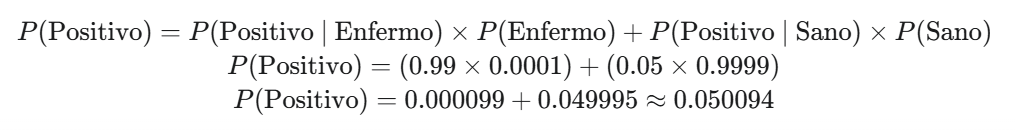 P(Positivo) = P(Positivo | Enfermo) × P(Enfermo) + P(Positivo | Sano) × P(Sano)
P(Positivo) = (0.99 × 0.0001) + (0.05 × 0.9999)
P(Positivo) = 0.000099 + 0.049995 ≈ 0.050094